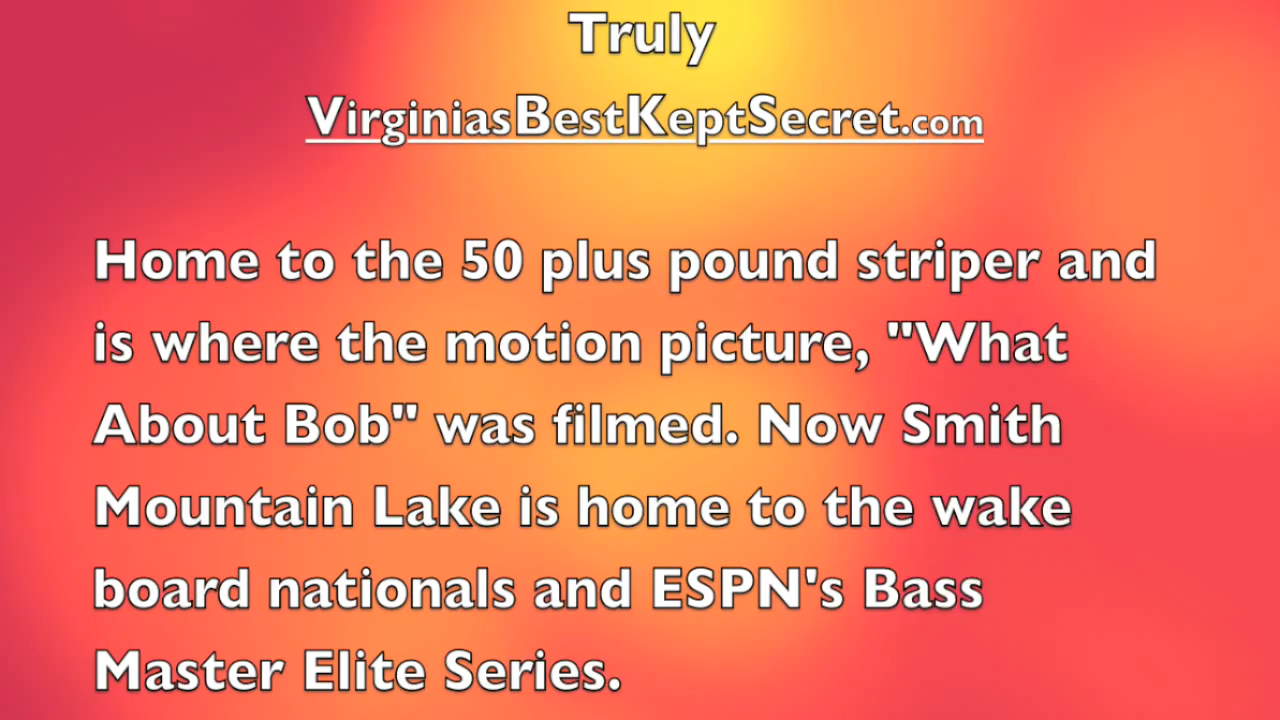 Truly
VirginiasBestKeptSecret.com
Home to the 50 plus pound striper and
is where the motion picture, "What
About Bob" was filmed. Now Smith
Mountain Lake is home to the wake
board nationals and ESPN's Bass
Master Elite Series.